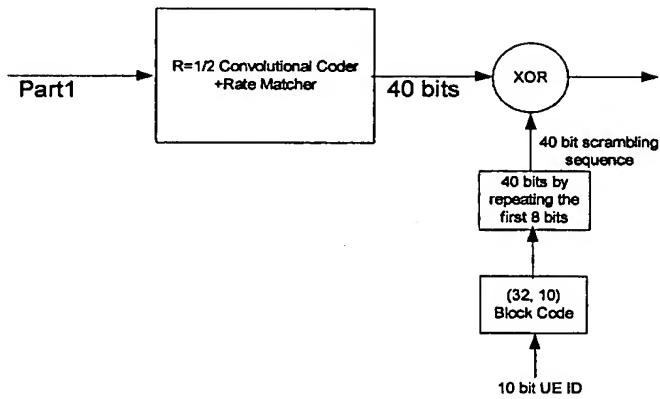 R=1/2 Convolutional Coder
+Rate Matcher
Part1
40 bits
XOR
40 bit scrambling
sequence
40 bits by
repeating the
first 8 bits
(32, 10)
Block Code
10 bit UE ID